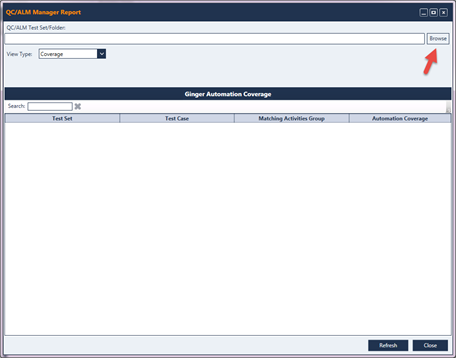 QC/ALM Manager Report
QC/ALM Test Set/Folder:
Browse
View Type: Coverage
Ginger Automation Coverage
Search:
Test Set Test Case Matching Activities Group Automation Coverage
Refresh Close